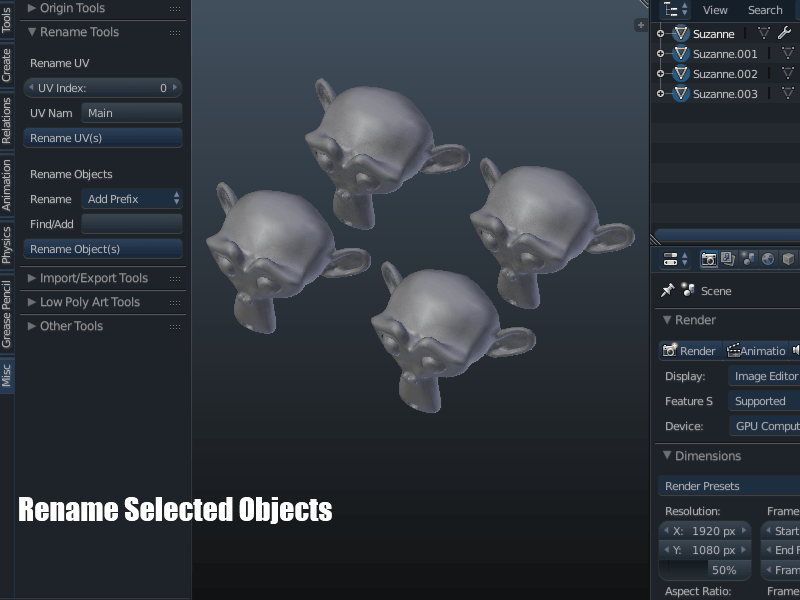 Tools
Create
Relations
Animation
Physics
Grease Pencil
Misc
Origin Tools
Rename Tools
Rename UV
UV Index: 0
UV Nam Main
Rename UV(s)
Rename Objects
Rename Add Prefix
Find/Add
Rename Object(s)
Import/Export Tools
Low Poly Art Tools
Other Tools
Rename Selected Objects
View Search
Suzanne
Suzanne.001
Suzanne.002
Suzanne.003
Scene
Render
Render Animatio
Display: Image Editor
Feature S Supported
Device: GPU Comput
Dimensions
Render Presets
Resolution: Frame
X: 1920 px Start
Y: 1080 px End F
50% Fram
Aspect Ratio: Frame